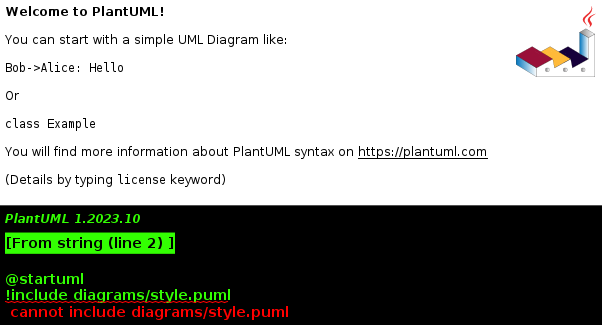 Welcome to PlantUML!
You can start with a simple UML Diagram like:
Bob->Alice: Hello
Or
class Example
You will find more information about PlantUML syntax on https://plantuml.com
(Details by typing license keyword)
PlantUML 1.2023.10
[From string (line 2) ]
@startuml
!include diagrams/style.puml
cannot include diagrams/style.puml